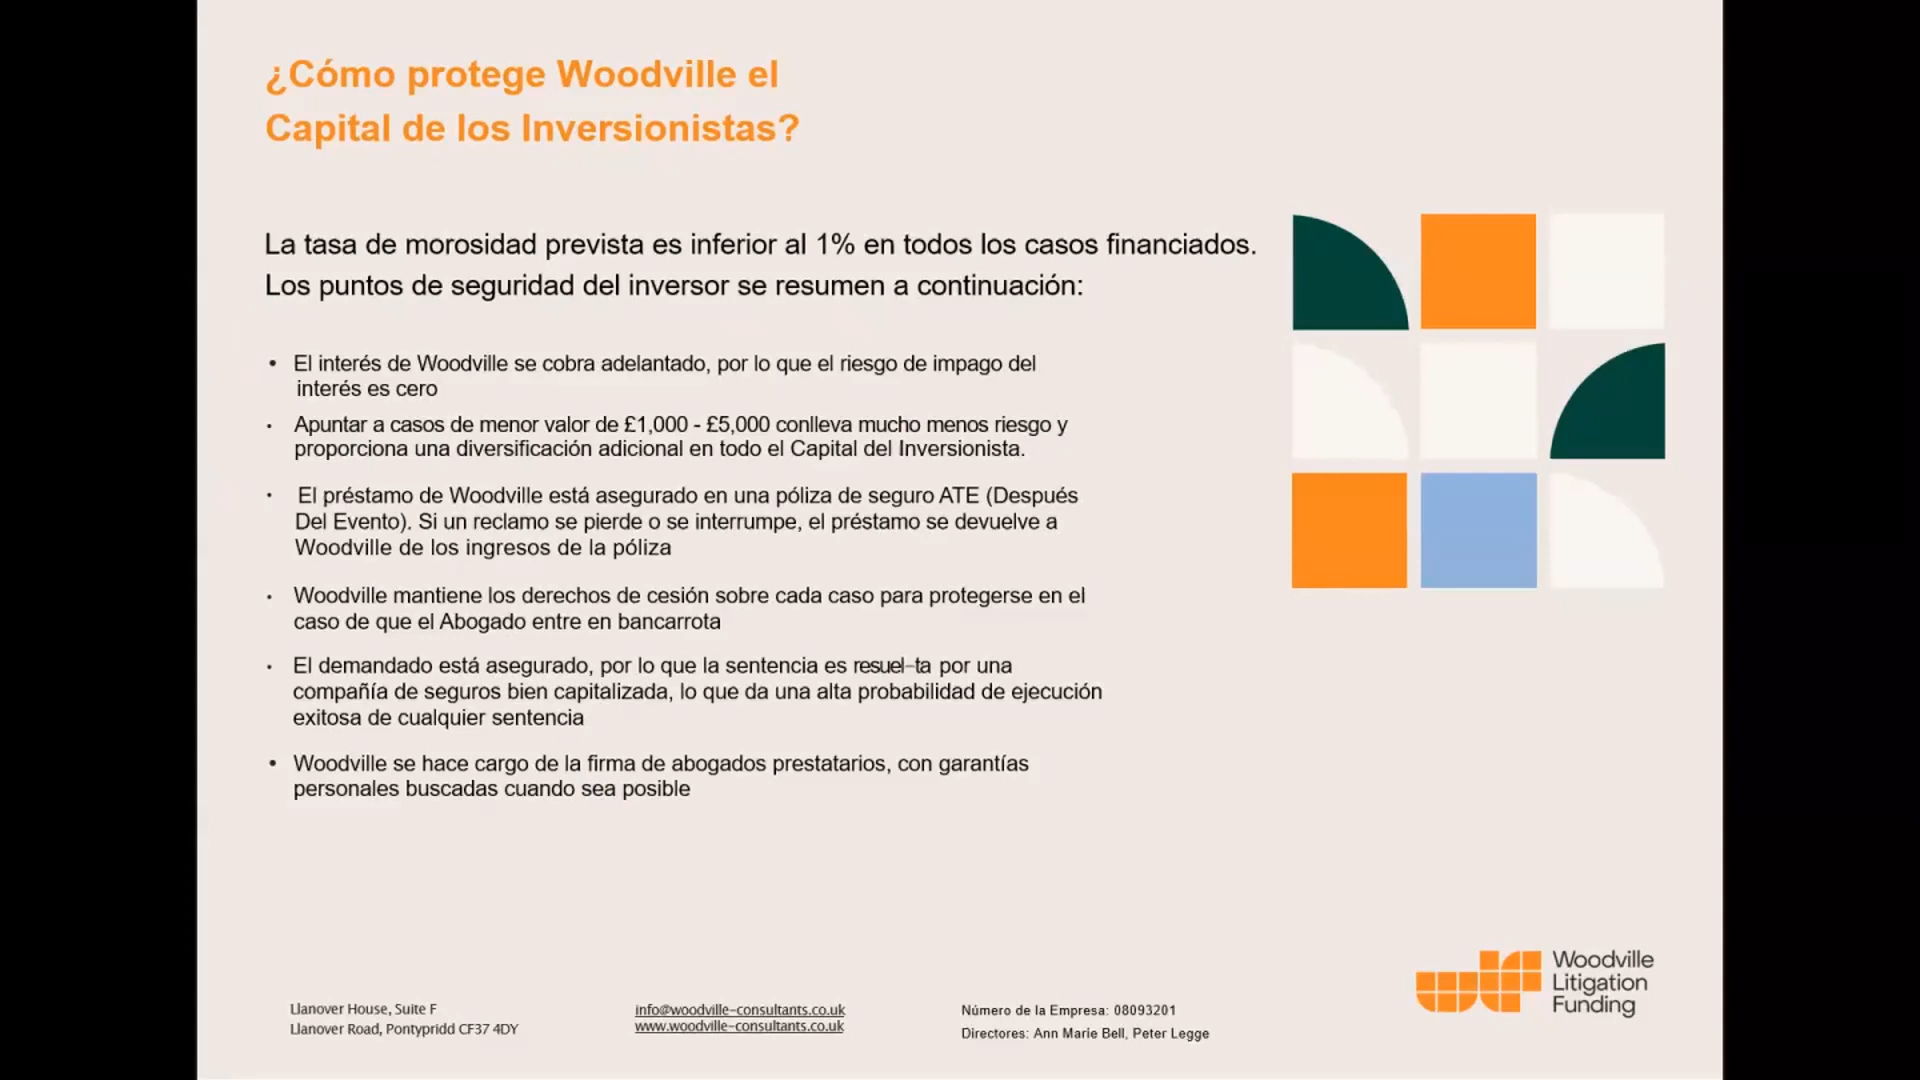 ¿Cómo protege Woodville el
Capital de los Inversionistas?
La tasa de morosidad prevista es inferior al 1% en todos los casos financiados.
Los puntos de seguridad del inversor se resumen a continuación:
• El interés de Woodville se cobra adelantado, por lo que el riesgo de impago del
interés es cero
• Apuntar a casos de menor valor de £1,000 - £5,000 conlleva mucho menos riesgo y
proporciona una diversificación adicional en todo el Capital del Inversionista.
• El préstamo de Woodville está asegurado en una póliza de seguro ATE (Después
Del Evento). Si un reclamo se pierde o se interrumpe, el préstamo se devuelve a
Woodville de los ingresos de la póliza
• Woodville mantiene los derechos de cesión sobre cada caso para protegerse en el
caso de que el Abogado entre en bancarrota
• El demandado está asegurado, por lo que la sentencia es resuel-ta por una
compañía de seguros bien capitalizada, lo que da una alta probabilidad de ejecución
exitosa de cualquier sentencia
• Woodville se hace cargo de la firma de abogados prestatarios, con garantías
personales buscadas cuando sea posible
Woodville
Litigation
Funding
Llanover House, Suite F
Llanover Road, Pontypridd CF37 4DY
info@woodville-consultants.co.uk
www.woodville-consultants.co.uk
Número de la Empresa: 08093201
Directores: Ann Marie Bell, Peter Legge